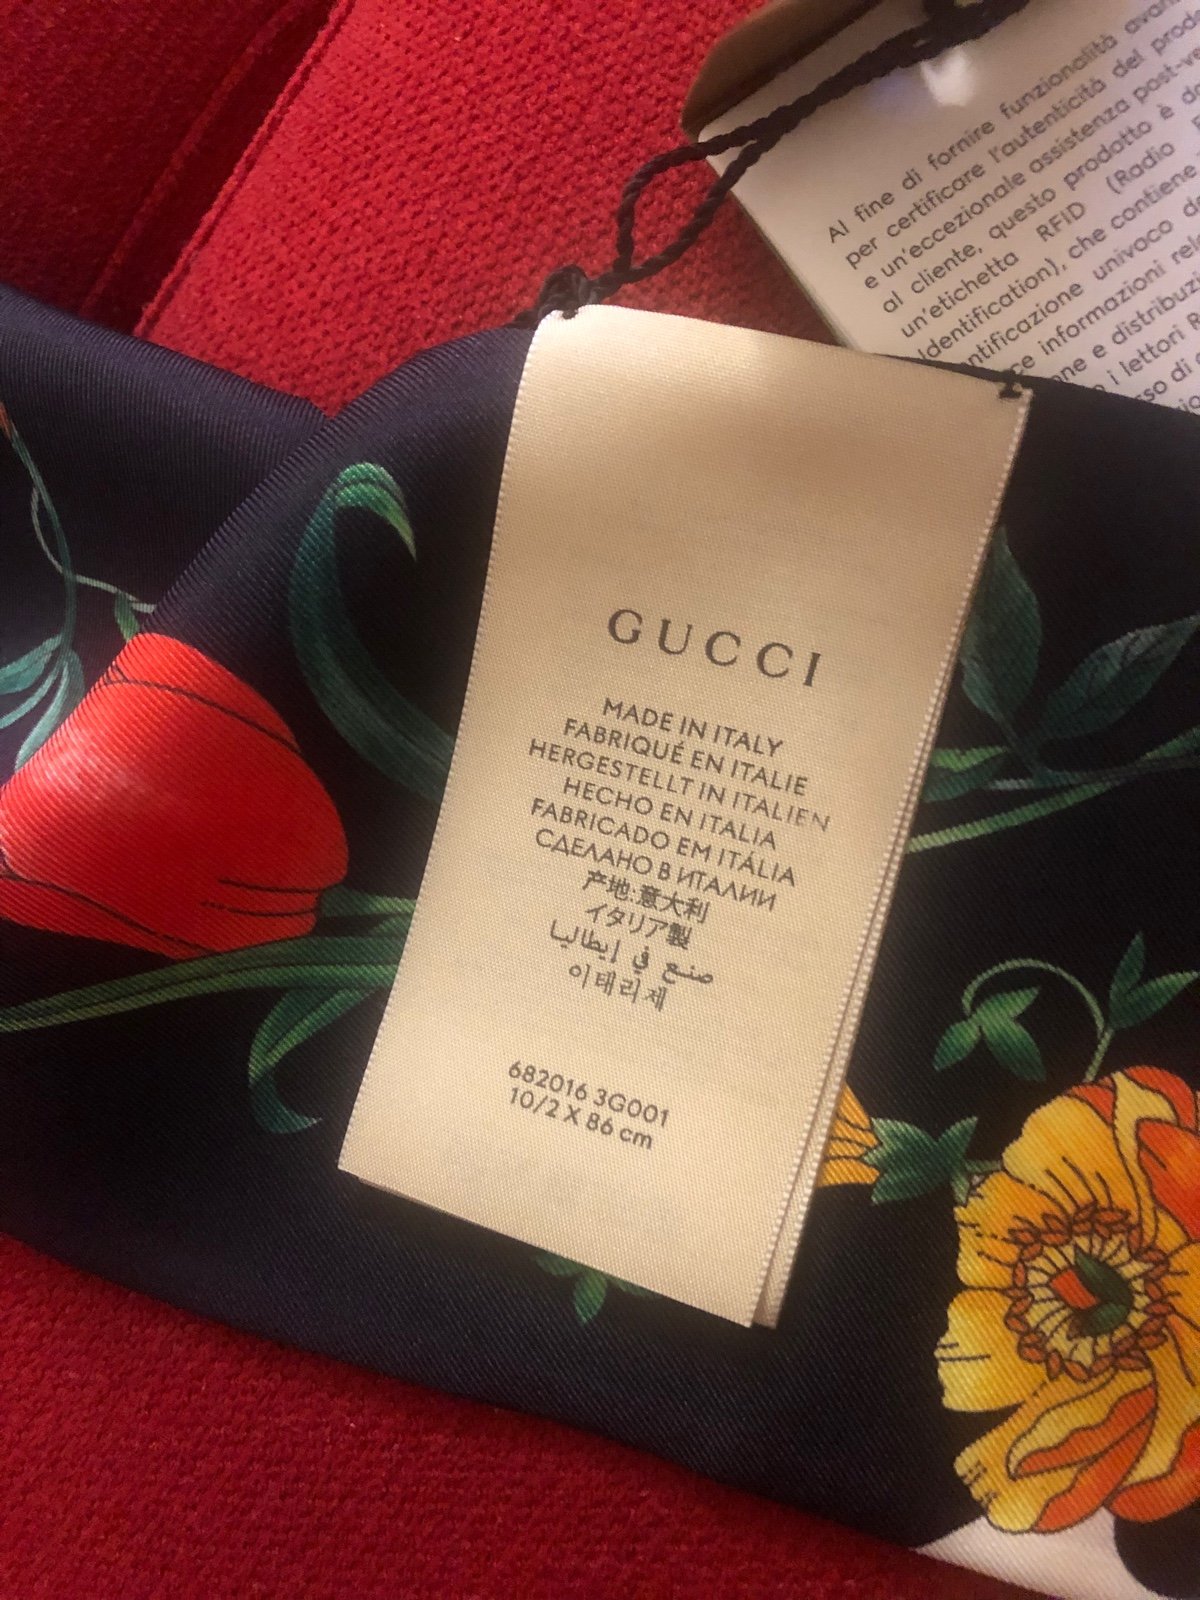 Al fine di fornire funzionalità
per certificare l'autenticità del
e un'eccezionale assistenza
al cliente, questo prodotto è
un'etichetta RFID (Radio
Identification), che contiene
univoco
informazioni
e
i lettori
di
GUCCI
MADE IN ITALY
FABRIQUÉ EN ITALIE
HERGESTELLT IN ITALIEN
HECHO EN ITALIA
FABRICADO EM ITÁLIA
СДЕЛАНО В ИТАЛИИ
产地:意大利
イタリア製
صنع في إيطاليا
이태리제
682016 3G001
10/2 X 86 cm